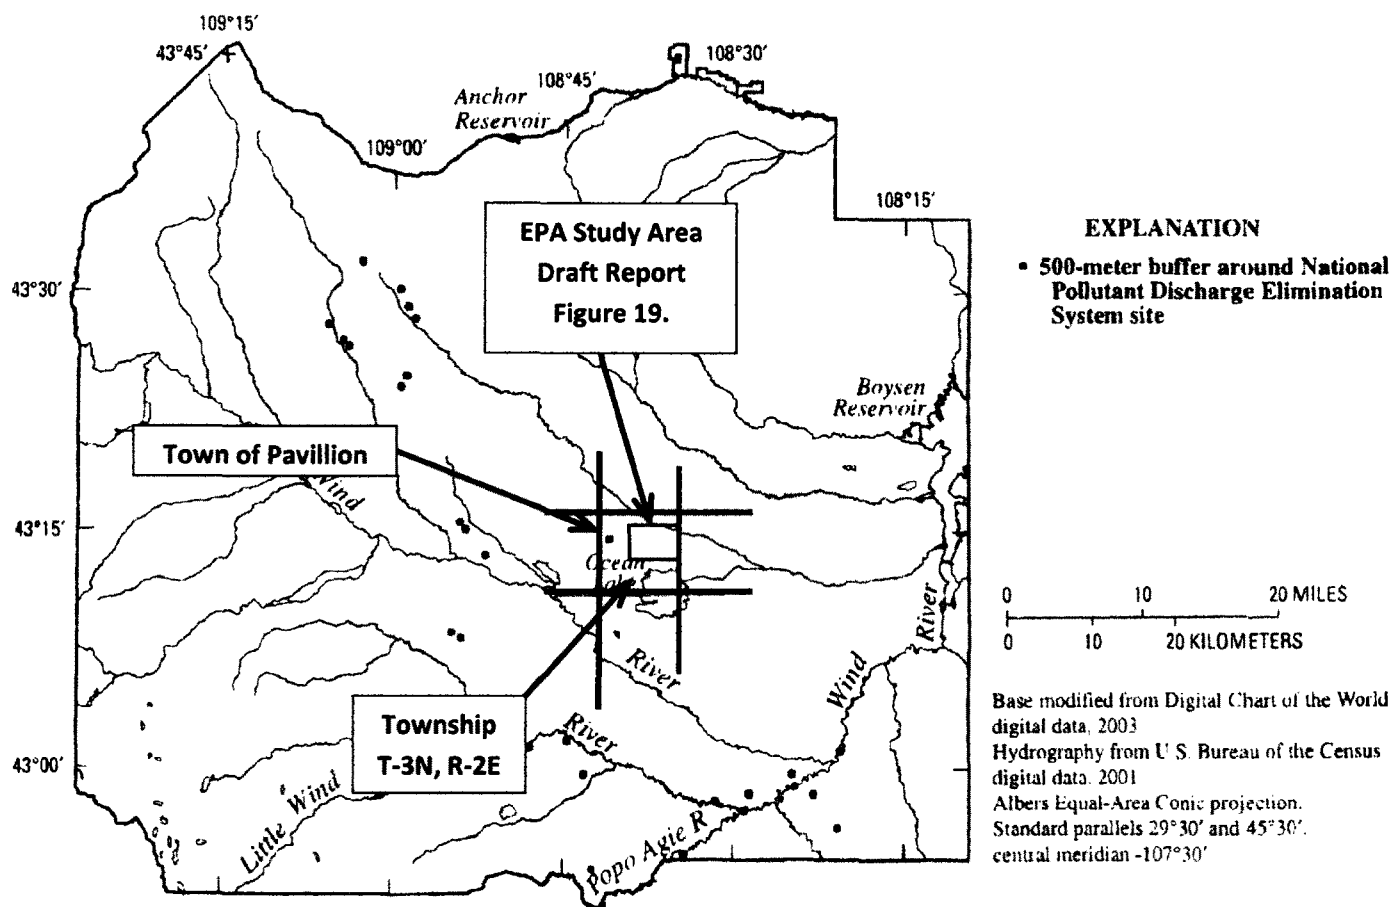 109°15′
43°45′
108°30′
108°45′
Anchor
Reservoir
109°00′
108°15′
EPA Study Area
Draft Report
Figure 19.
EXPLANATION
500-meter buffer around National
Pollutant Discharge Elimination
System site
43°30′
Boysen
Reservoir
Town of Pavillion
Wind
43°15′
Ocean
Lake
10
20 MILES
0
0
10
20 KILOMETERS
River
River
Wind
Township
T-3N, R-2E
River
43°00′
Little Wind
Popo Agie R
Base modified from Digital Chart of the World
digital data, 2003
Hydrography from U S. Bureau of the Census
digital data. 2001
Albers Equal-Area Conic projection.
Standard parallels 29°30′ and 45°30′.
central meridian -107°30′